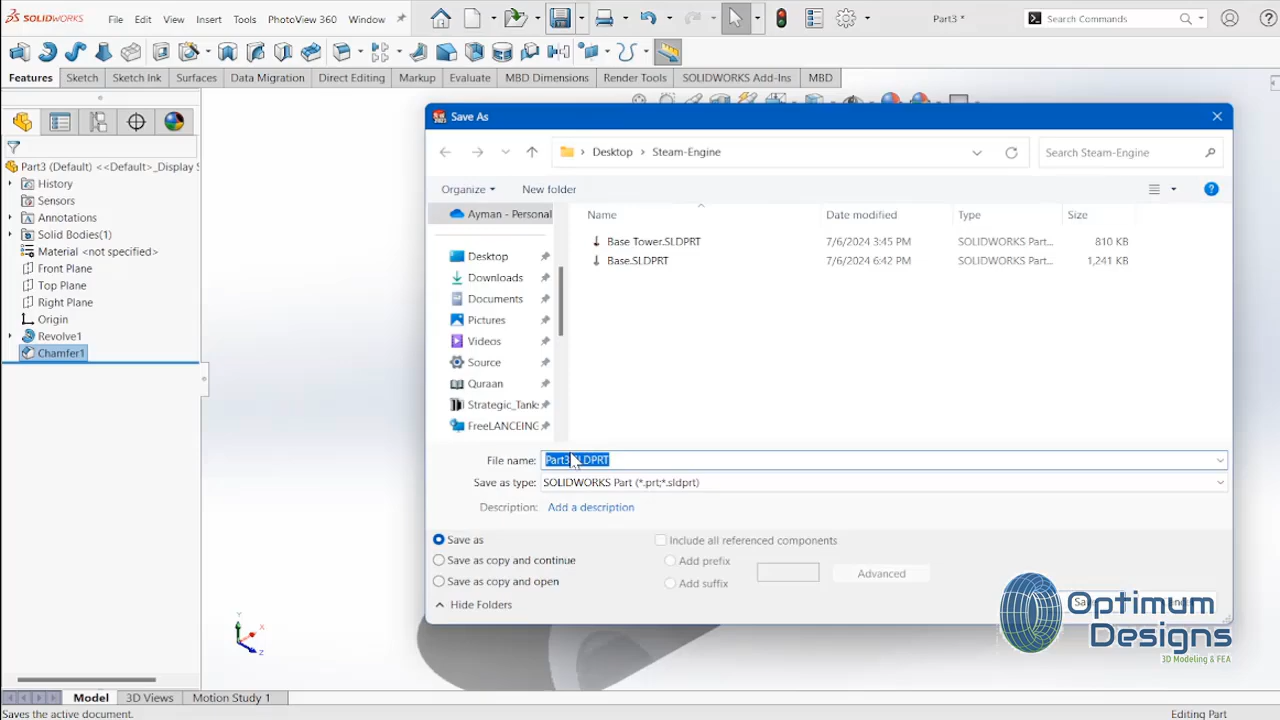 SOLIDWORKS File Edit View Insert Tools PhotoView 360 Window Part3 * Search Commands
Features Sketch Sketch Ink Surfaces Data Migration Direct Editing Markup Evaluate MBD Dimensions Render Tools SOLIDWORKS Add-Ins MBD
Part3 (Default) <<Default>_Display S
History
Sensors
Annotations
Solid Bodies(1)
Material <not specified>
Front Plane
Top Plane
Right Plane
Origin
Revolve1
Chamfer1
Save As
Desktop > Steam-Engine
Search Steam-Engine
Organize New folder
Ayman - Personal
Desktop
Downloads
Documents
Pictures
Videos
Source
Quraan
Strategic_Tank
FreeLANCEING
Name Date modified Type Size
Base Tower.SLDPRT 7/6/2024 3:45 PM SOLIDWORKS Part... 810 KB
Base.SLDPRT 7/6/2024 6:42 PM SOLIDWORKS Part... 1,241 KB
File name: Part3.SLDPRT
Save as type: SOLIDWORKS Part (*.prt;*.sldprt)
Description: Add a description
Save as
Save as copy and continue
Save as copy and open
Include all referenced components
Add prefix
Add suffix
Advanced
Hide Folders
Optimum
Designs
3D Modeling & FEA
Y
X
Z
Model 3D Views Motion Study 1
Saves the active document. Editing Part